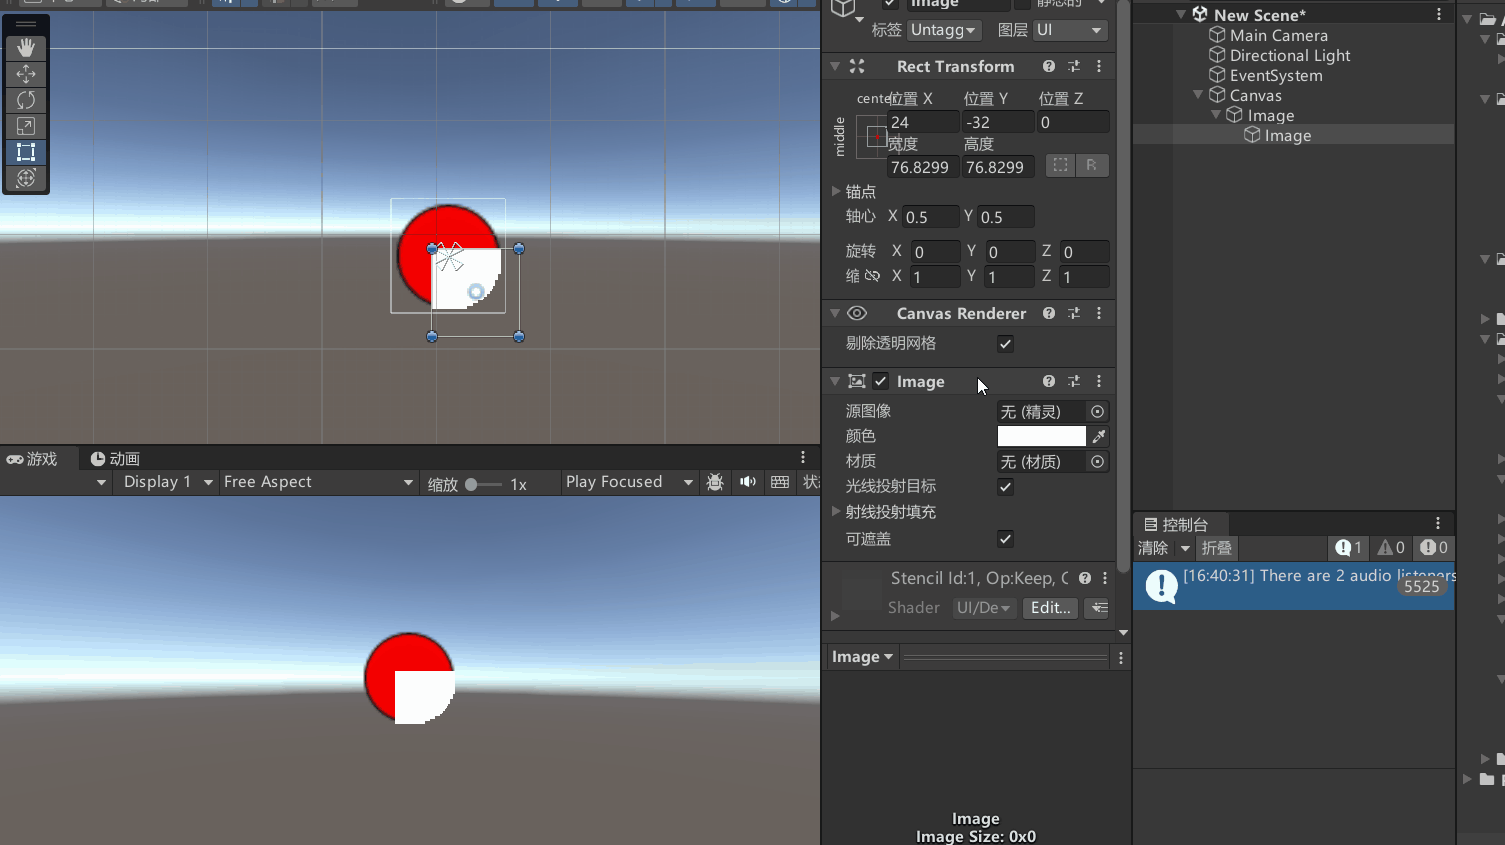 Image
标签 Untagg 图层 UI
Rect Transform
center 位置 X 位置 Y 位置 Z
middle
24 -32 0
宽度 高度
76.8299 76.8299 R
锚点
轴心 X 0.5 Y 0.5
旋转 X 0 Y 0 Z 0
缩 X 1 Y 1 Z 1
Canvas Renderer
剔除透明网格
Image
源图像 无 (精灵)
颜色
材质 无 (材质)
光线投射目标
射线投射填充
可遮盖
Stencil Id:1, Op:Keep, C
Shader UI/De Edit...
Image
Image
Image Size: 0x0
New Scene*
Main Camera
Directional Light
EventSystem
Canvas
Image
Image
控制台
清除 折叠 1 0 0
[16:40:31] There are 2 audio listeners
5525
游戏 动画
Display 1 Free Aspect 缩放 1x Play Focused 状